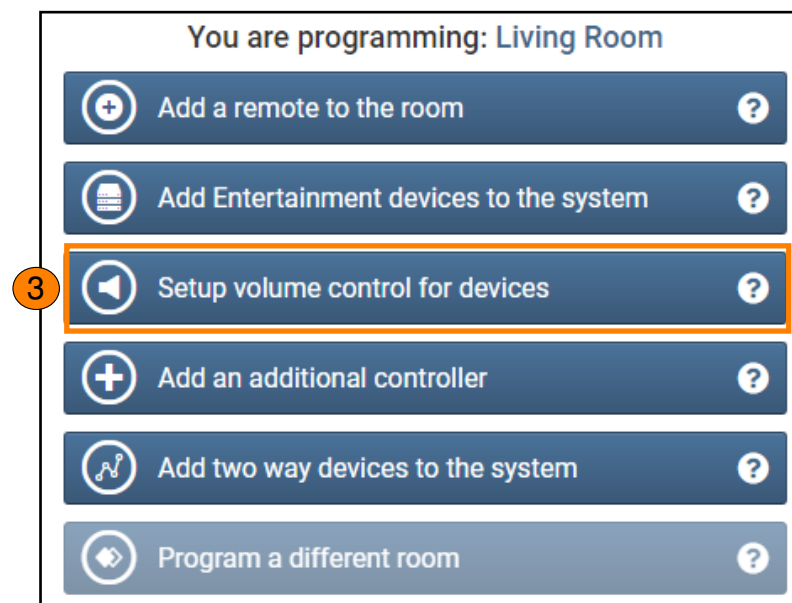 You are programming: Living Room
Add a remote to the room ?
Add Entertainment devices to the system ?
3 Setup volume control for devices ?
Add an additional controller ?
Add two way devices to the system ?
Program a different room ?